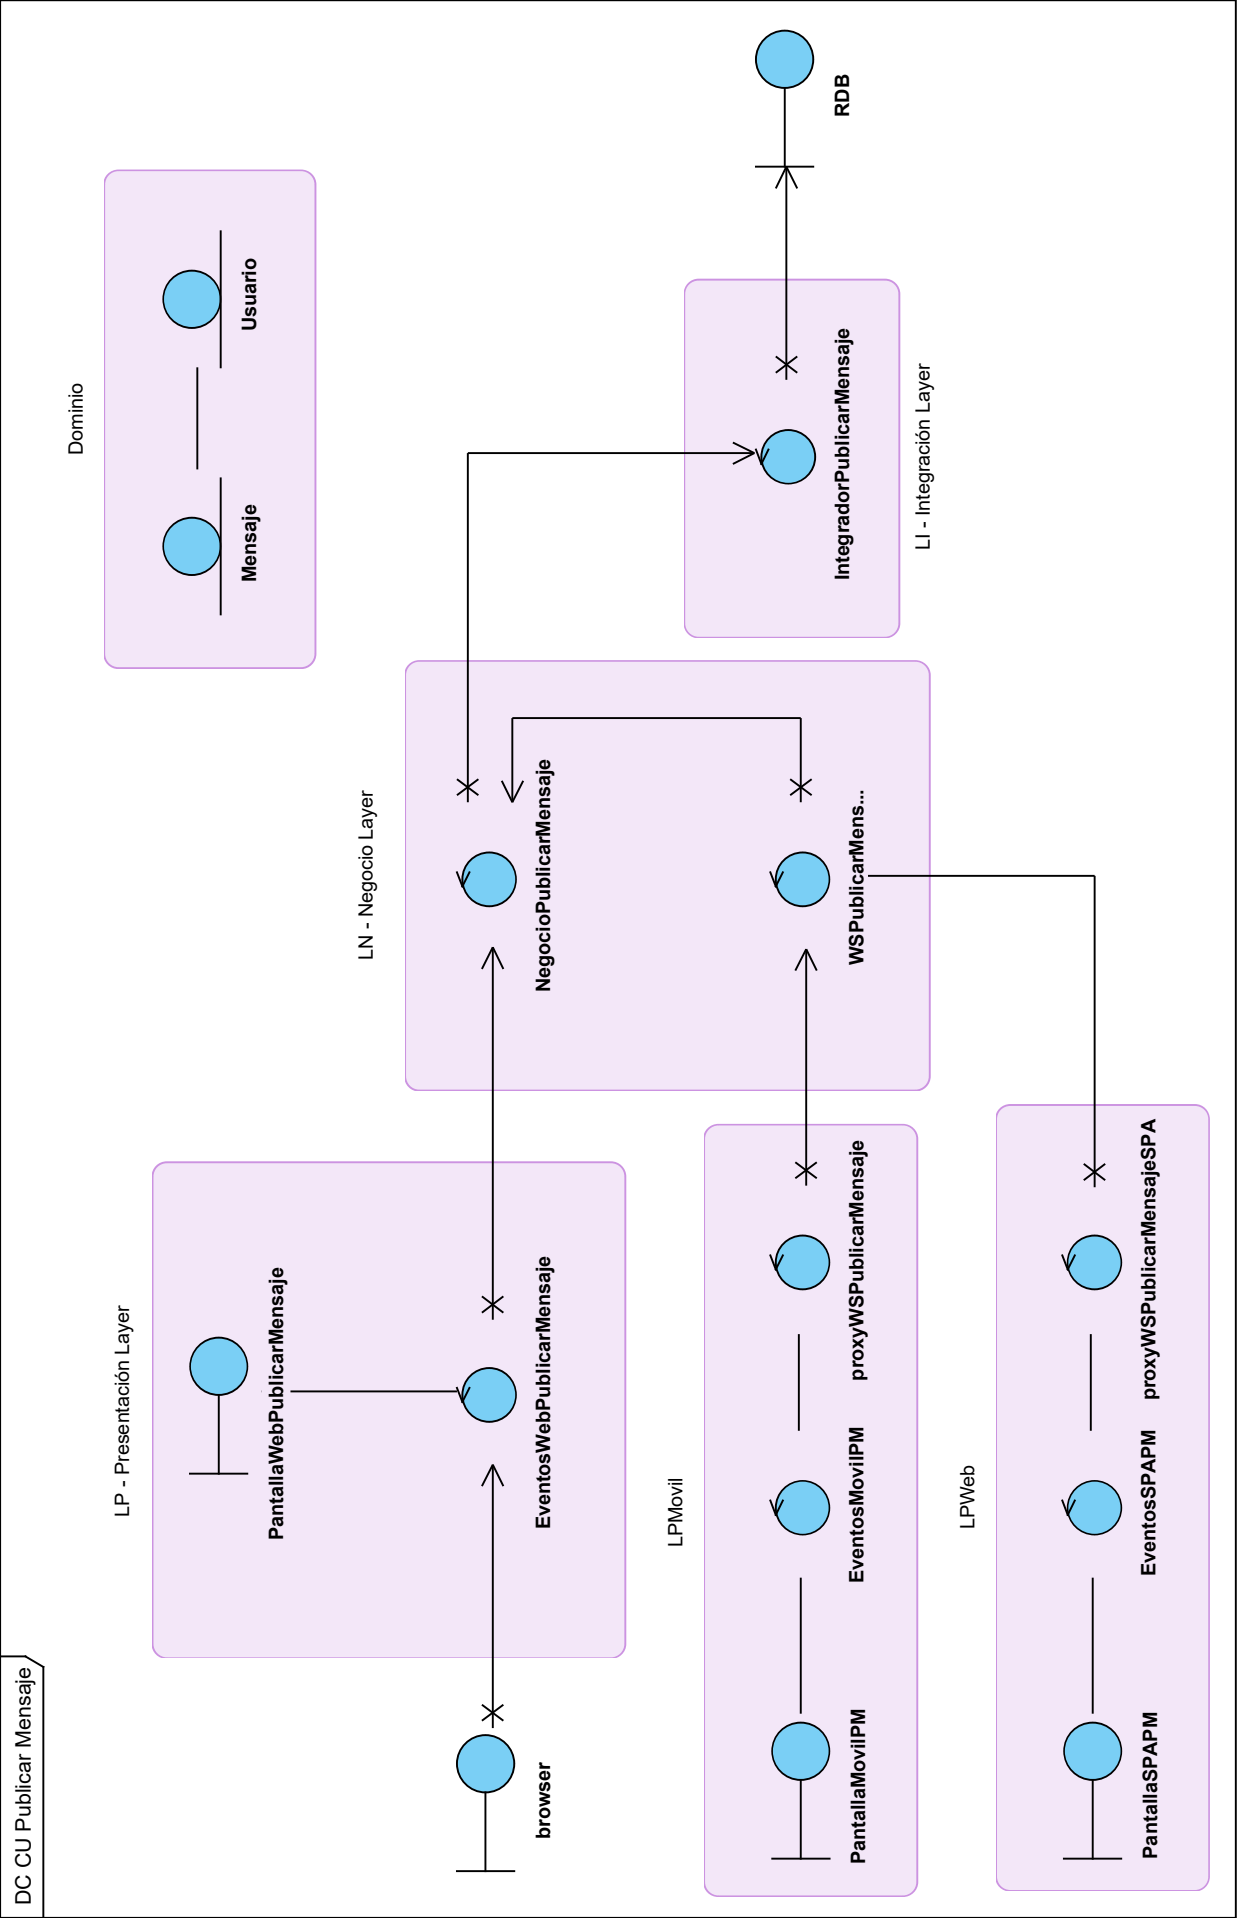 DC CU Publicar Mensaje
Dominio
Mensaje
Usuario
LP - Presentación Layer
PantallaWebPublicarMensaje
LN - Negocio Layer
browser
EventosWebPublicarMensaje
NegocioPublicarMensaje
RDB
IntegradorPublicarMensaje
LI - Integración Layer
LPMovil
PantallaMovilPM
EventosMovilPM
proxyWSPublicarMensaje
WSPublicarMens...
LPWeb
PantallaSPAPM
EventosSPAPM
proxyWSPublicarMensajeSPA